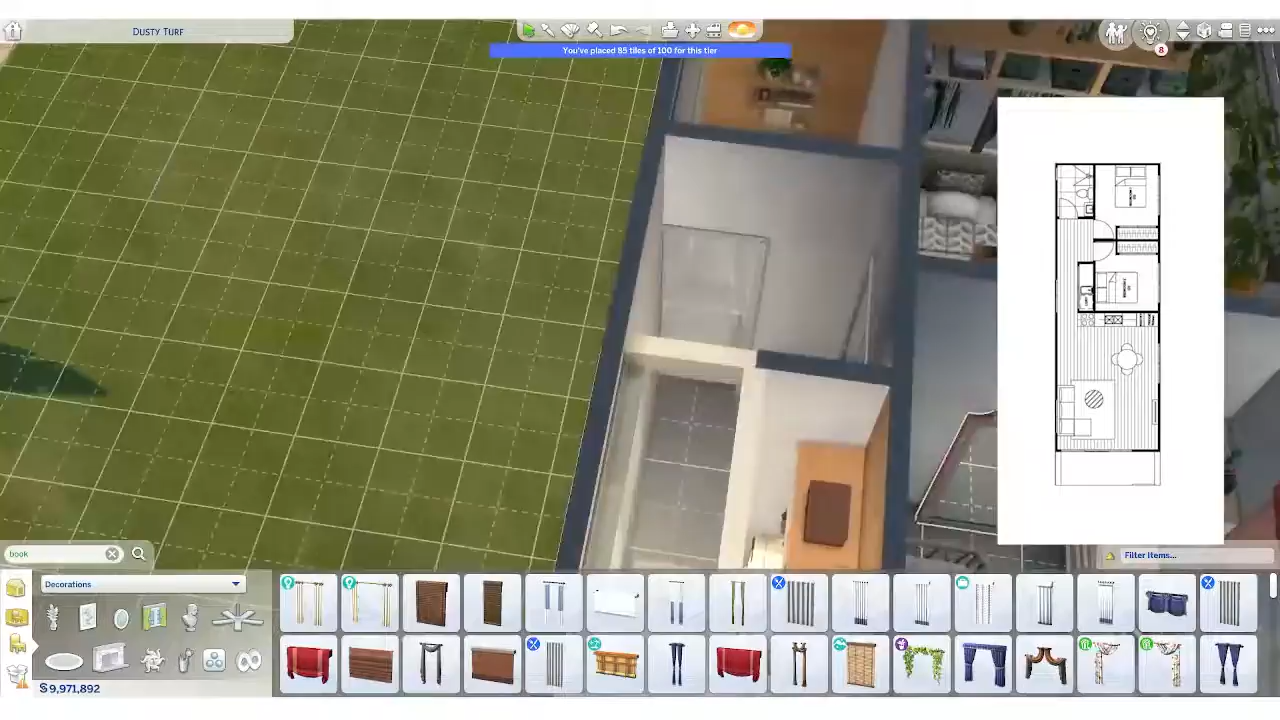 DUSTY TURF
You've placed 85 tiles of 100 for this tier
8
book
Filter Items...
Decorations
§9,971,892